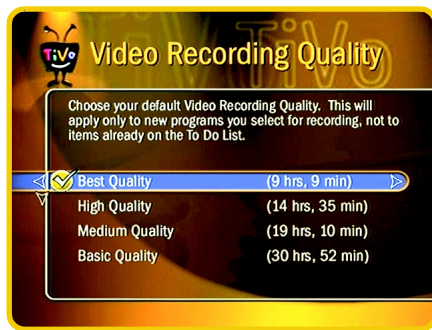 TiVo
Video Recording Quality
Choose your default Video Recording Quality. This will
apply only to new programs you select for recording, not to
items already on the To Do List.
Best Quality (9 hrs, 9 min)
High Quality (14 hrs, 35 min)
Medium Quality (19 hrs, 10 min)
Basic Quality (30 hrs, 52 min)